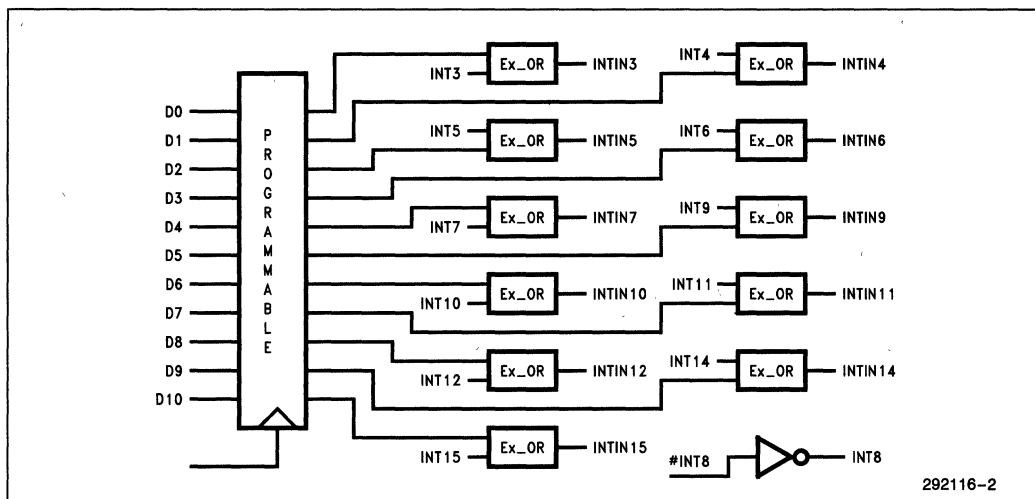 INT3 Ex_OR INTIN3 INT4 Ex_OR INTIN4
D0
D1
D2
D3
D4
D5
D6
D7
D8
D9
D10
PROGRAMMABLE
INT5 Ex_OR INTIN5 INT6 Ex_OR INTIN6
INT7 Ex_OR INTIN7 INT9 Ex_OR INTIN9
INT10 Ex_OR INTIN10 INT11 Ex_OR INTIN11
INT12 Ex_OR INTIN12 INT14 Ex_OR INTIN14
INT15 Ex_OR INTIN15
#INT8 INT8
292116-2